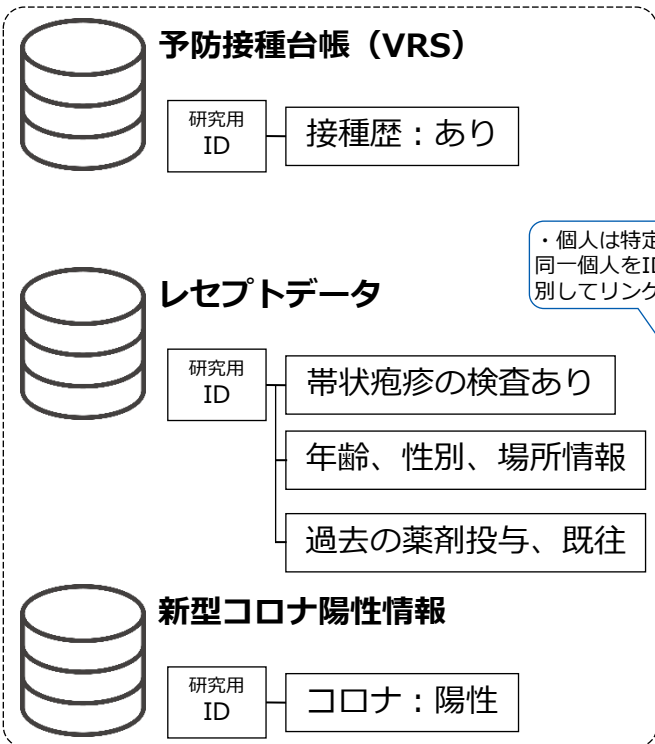 予防接種台帳（VRS）
研究用
ID
接種歴：あり
・個人は特定
同一個人をID
別してリンク
レセプトデータ
研究用
ID
帯状疱疹の検査あり
年齢、性別、場所情報
過去の薬剤投与、既往
新型コロナ陽性情報
研究用
ID
コロナ：陽性